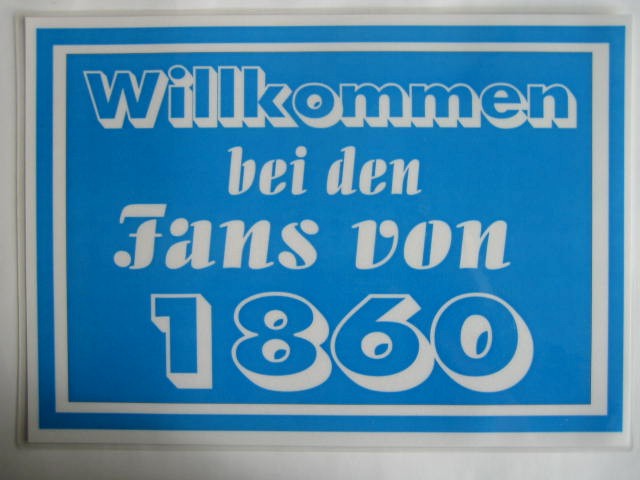 Willkommen
bei den
Fans von
1860